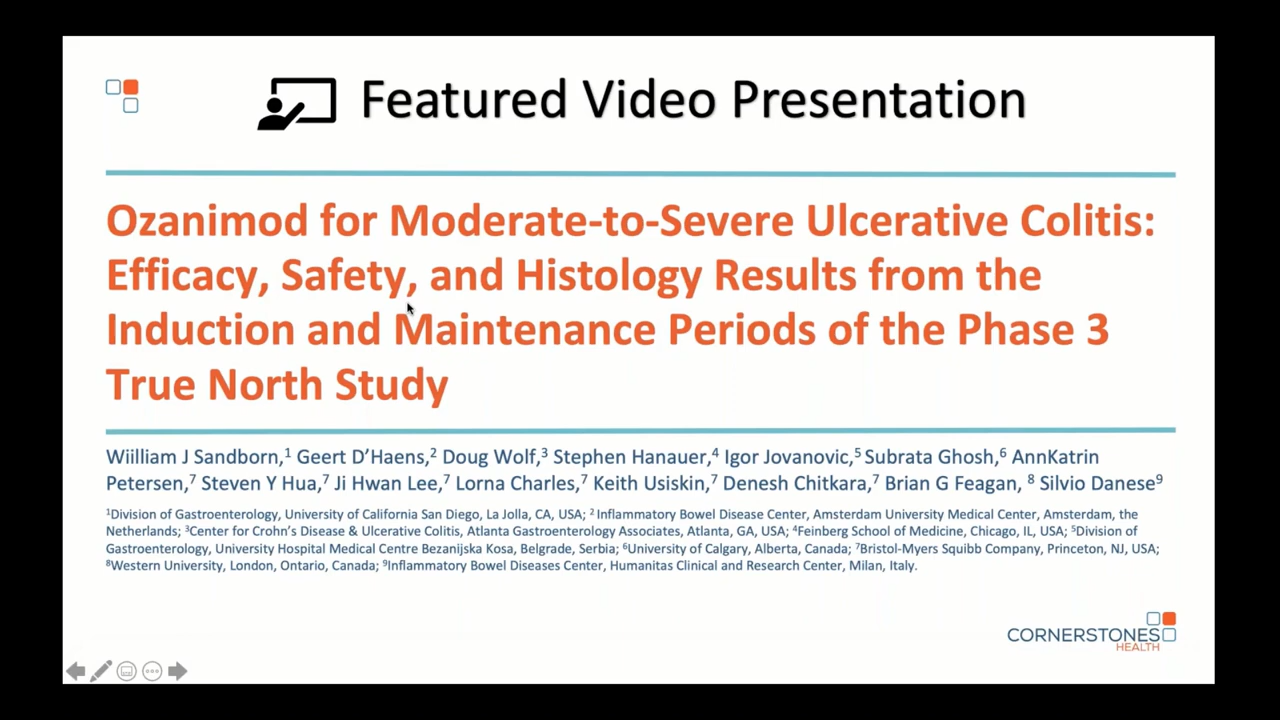 Featured Video Presentation
Ozanimod for Moderate-to-Severe Ulcerative Colitis:
Efficacy, Safety, and Histology Results from the
Induction and Maintenance Periods of the Phase 3
True North Study
Wiilliam J Sandborn,¹ Geert D'Haens,² Doug Wolf,³ Stephen Hanauer,⁴ Igor Jovanovic,⁵ Subrata Ghosh,⁶ AnnKatrin
Petersen,⁷ Steven Y Hua,⁷ Ji Hwan Lee,⁷ Lorna Charles,⁷ Keith Usiskin,⁷ Denesh Chitkara,⁷ Brian G Feagan, ⁸ Silvio Danese⁹
¹Division of Gastroenterology, University of California San Diego, La Jolla, CA, USA; ² Inflammatory Bowel Disease Center, Amsterdam University Medical Center, Amsterdam, the
Netherlands; ³Center for Crohn's Disease & Ulcerative Colitis, Atlanta Gastroenterology Associates, Atlanta, GA, USA; ⁴Feinberg School of Medicine, Chicago, IL, USA; ⁵Division of
Gastroenterology, University Hospital Medical Centre Bezanijska Kosa, Belgrade, Serbia; ⁶University of Calgary, Alberta, Canada; ⁷Bristol-Myers Squibb Company, Princeton, NJ, USA;
⁸Western University, London, Ontario, Canada; ⁹Inflammatory Bowel Diseases Center, Humanitas Clinical and Research Center, Milan, Italy.
CORNERSTONES
HEALTH